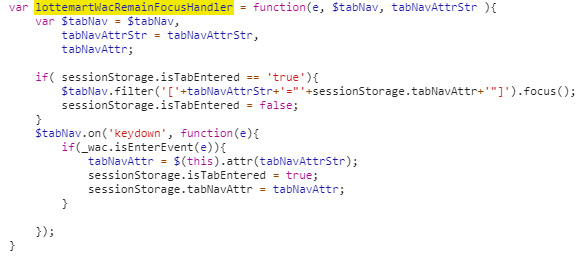 var lottemartWacRemainFocusHandler = function(e, $tabNav, tabNavAttrStr ){
    var $tabNav = $tabNav,
        tabNavAttrStr = tabNavAttrStr,
        tabNavAttr;
    if( sessionStorage.isTabEntered == 'true'){
        $tabNav.filter('['+tabNavAttrStr+'="'+sessionStorage.tabNavAttr+'"]').focus();
        sessionStorage.isTabEntered = false;
    }
    $tabNav.on('keydown', function(e){
        if(_wac.isEnterEvent(e)){
            tabNavAttr = $(this).attr(tabNavAttrStr);
            sessionStorage.isTabEntered = true;
            sessionStorage.tabNavAttr = tabNavAttr;
        }
    });
}